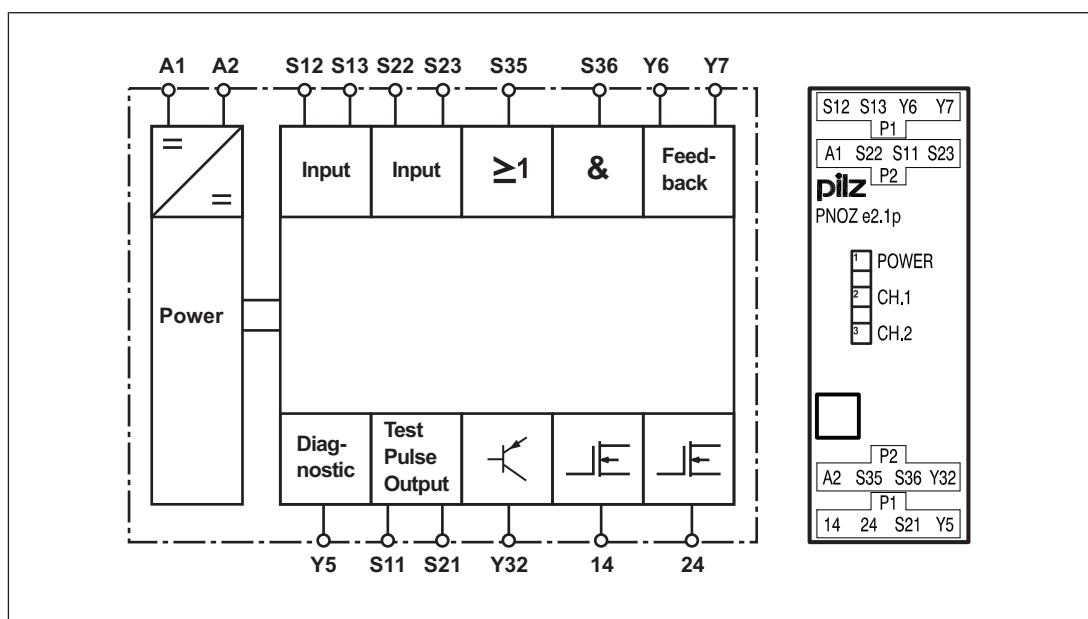 A1 A2 S12 S13 S22 S23 S35 S36 Y6 Y7
=
=
Power
Input
Input
≥1
&
Feed-
back
Diag-
nostic
Test
Pulse
Output
Y5 S11 S21 Y32 14 24
S12 S13 Y6 Y7
P1
A1 S22 S11 S23
P2
pilz
PNOZ e2.1p
1 POWER
2 CH.1
3 CH.2
P2
A2 S35 S36 Y32
P1
14 24 S21 Y5